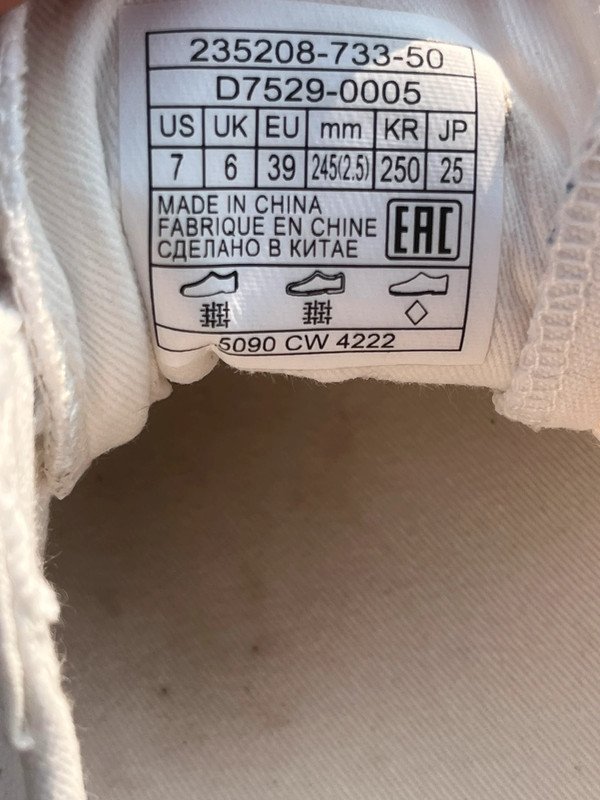 235208-733-50
D7529-0005
US UK EU mm KR JP
7 6 39 245(2.5) 250 25
MADE IN CHINA
FABRIQUE EN CHINE
СДЕЛАНО В КИТАЕ
EAC
5090 CW 4222